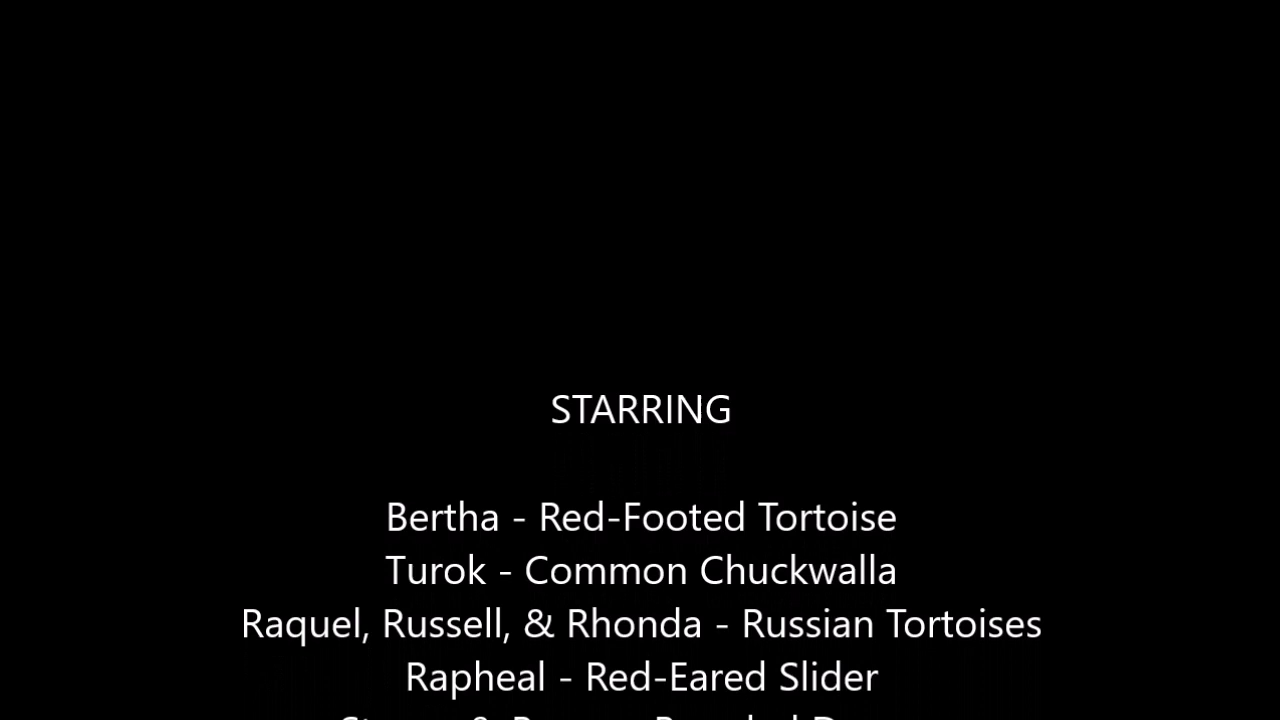 STARRING
Bertha - Red-Footed Tortoise
Turok - Common Chuckwalla
Raquel, Russell, & Rhonda - Russian Tortoises
Rapheal - Red-Eared Slider